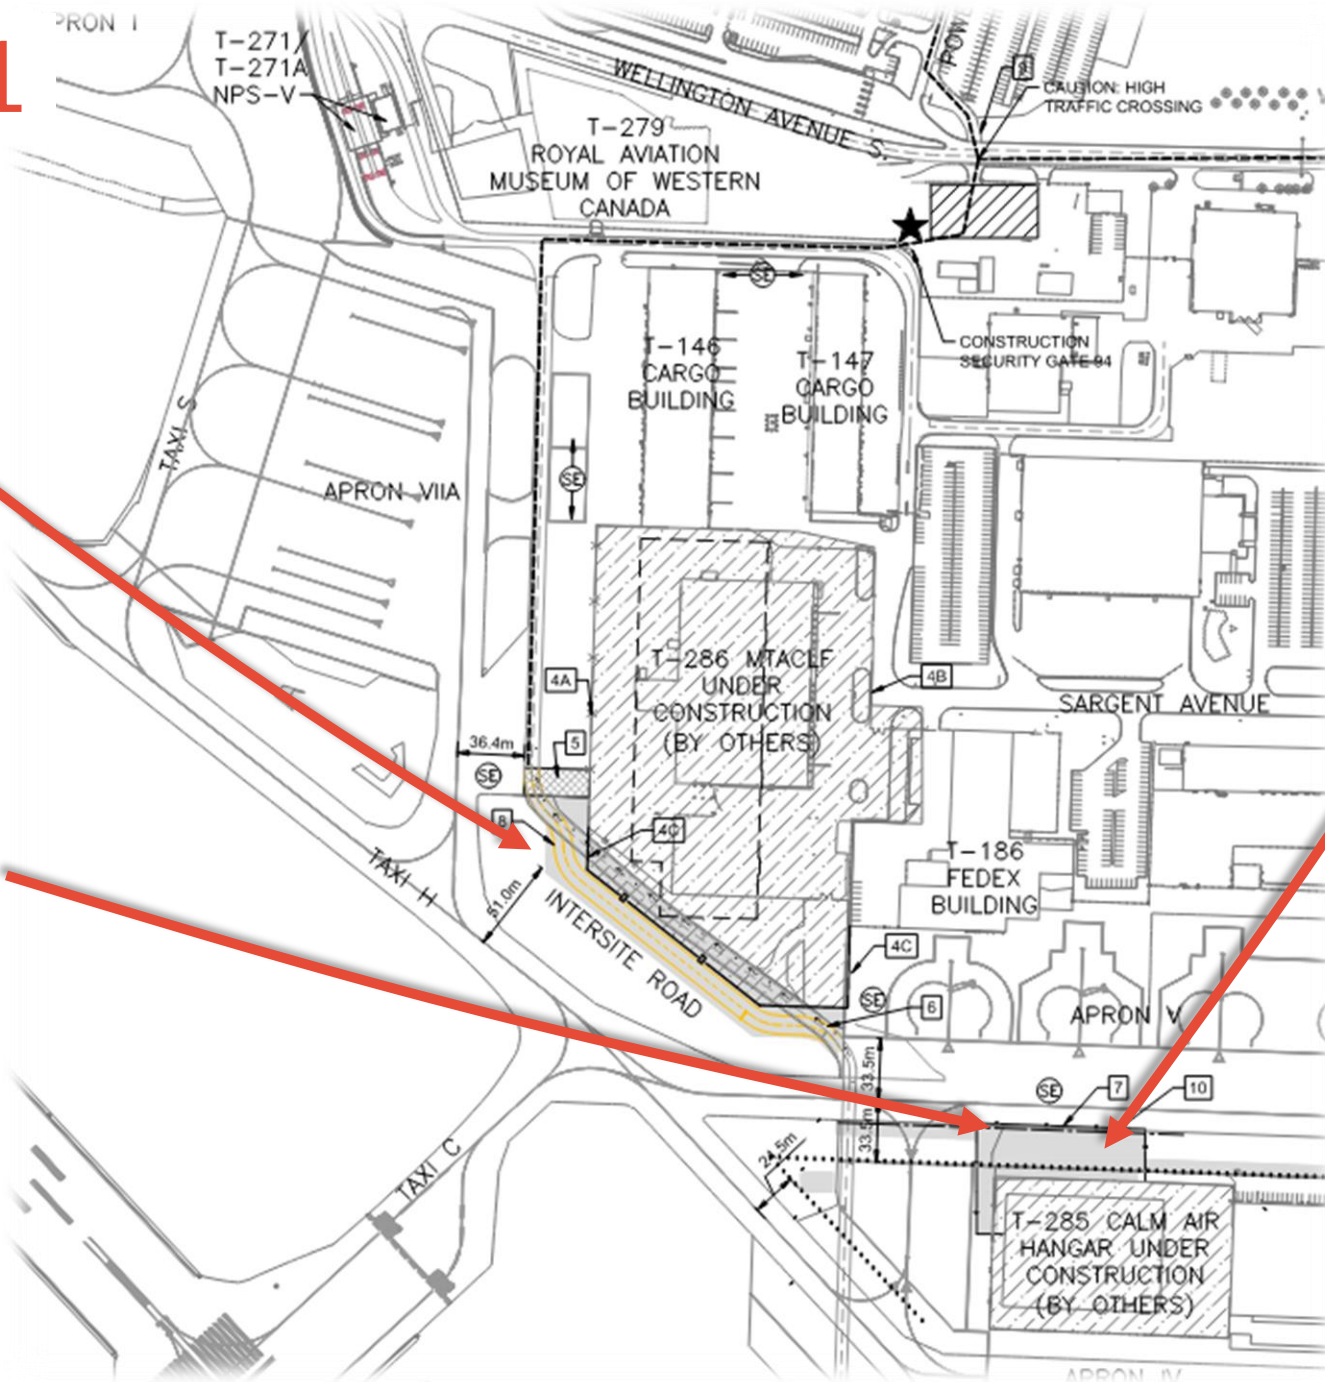 1
PRON I
T-271/
T-271A
NPS-V
WELLINGTON AVENUE S.
POW
9
CAUTION: HIGH
TRAFFIC CROSSING
T-279
ROYAL AVIATION
MUSEUM OF WESTERN
CANADA
SE
CONSTRUCTION
SECURITY GATE 94
T-146
CARGO
BUILDING
T-147
CARGO
BUILDING
TAXI S
APRON VIIA
SE
T-286 MTACLF
UNDER
CONSTRUCTION
(BY OTHERS)
4A
4B
SARGENT AVENUE
36.4m
5
SE
8
4C
TAXI H
51.0m
INTERSITE ROAD
T-186
FEDEX
BUILDING
4C
SE
6
APRON V
33.5m
SE
7
10
33.5m
24.5m
TAXI C
T-285 CALM AIR
HANGAR UNDER
CONSTRUCTION
(BY OTHERS)
APRON IV